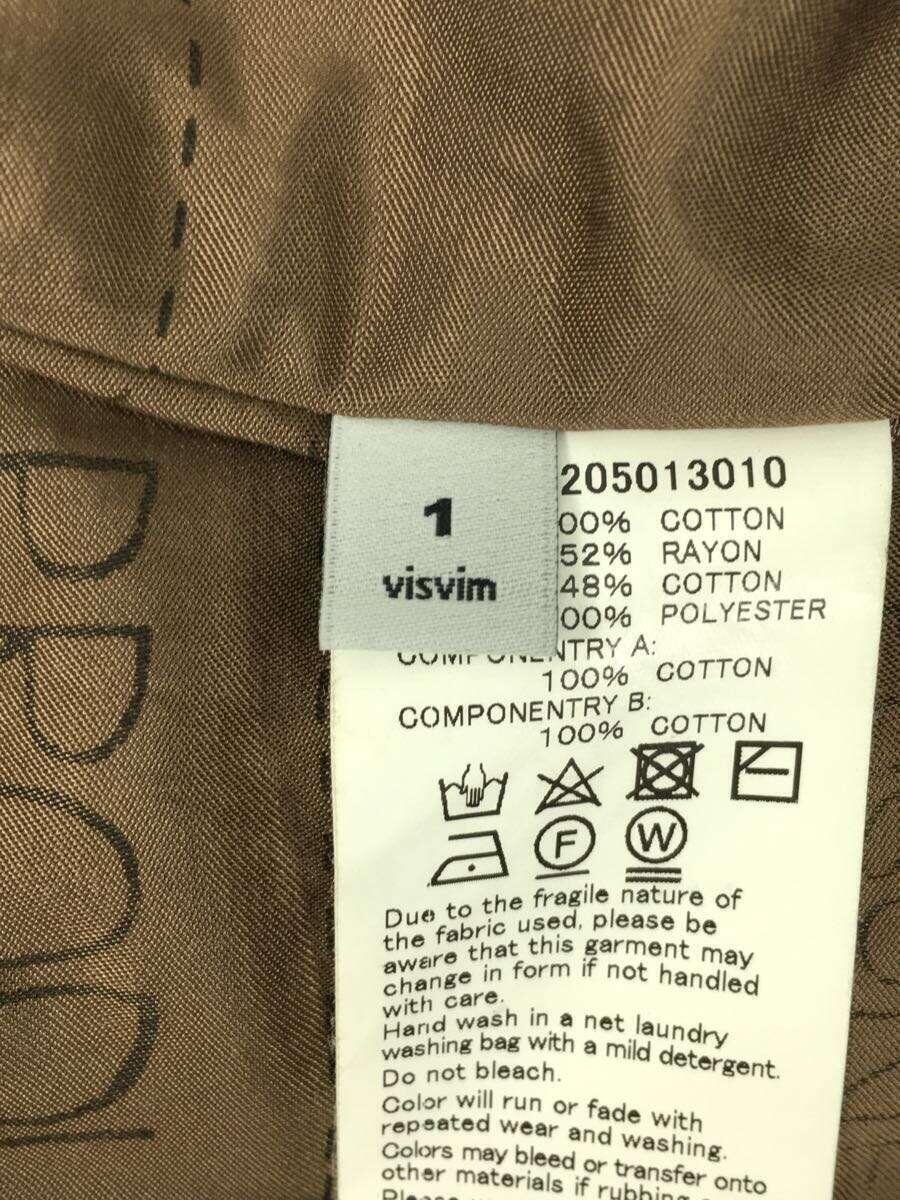 1
visvim
205013010
00% COTTON
52% RAYON
48% COTTON
00% POLYESTER
NTRY A:
100% COTTON
COMPONENTRY B:
100% COTTON
F
W
Due to the fragile nature of
the fabric used, please be
aware that this garment may
change in form if not handled
with care.
Hand wash in a net laundry
washing bag with a mild detergent.
Do not bleach.
Color will run or fade with
repeated wear and washing.
Colors may bleed or transfer onto
other materials if rubbing